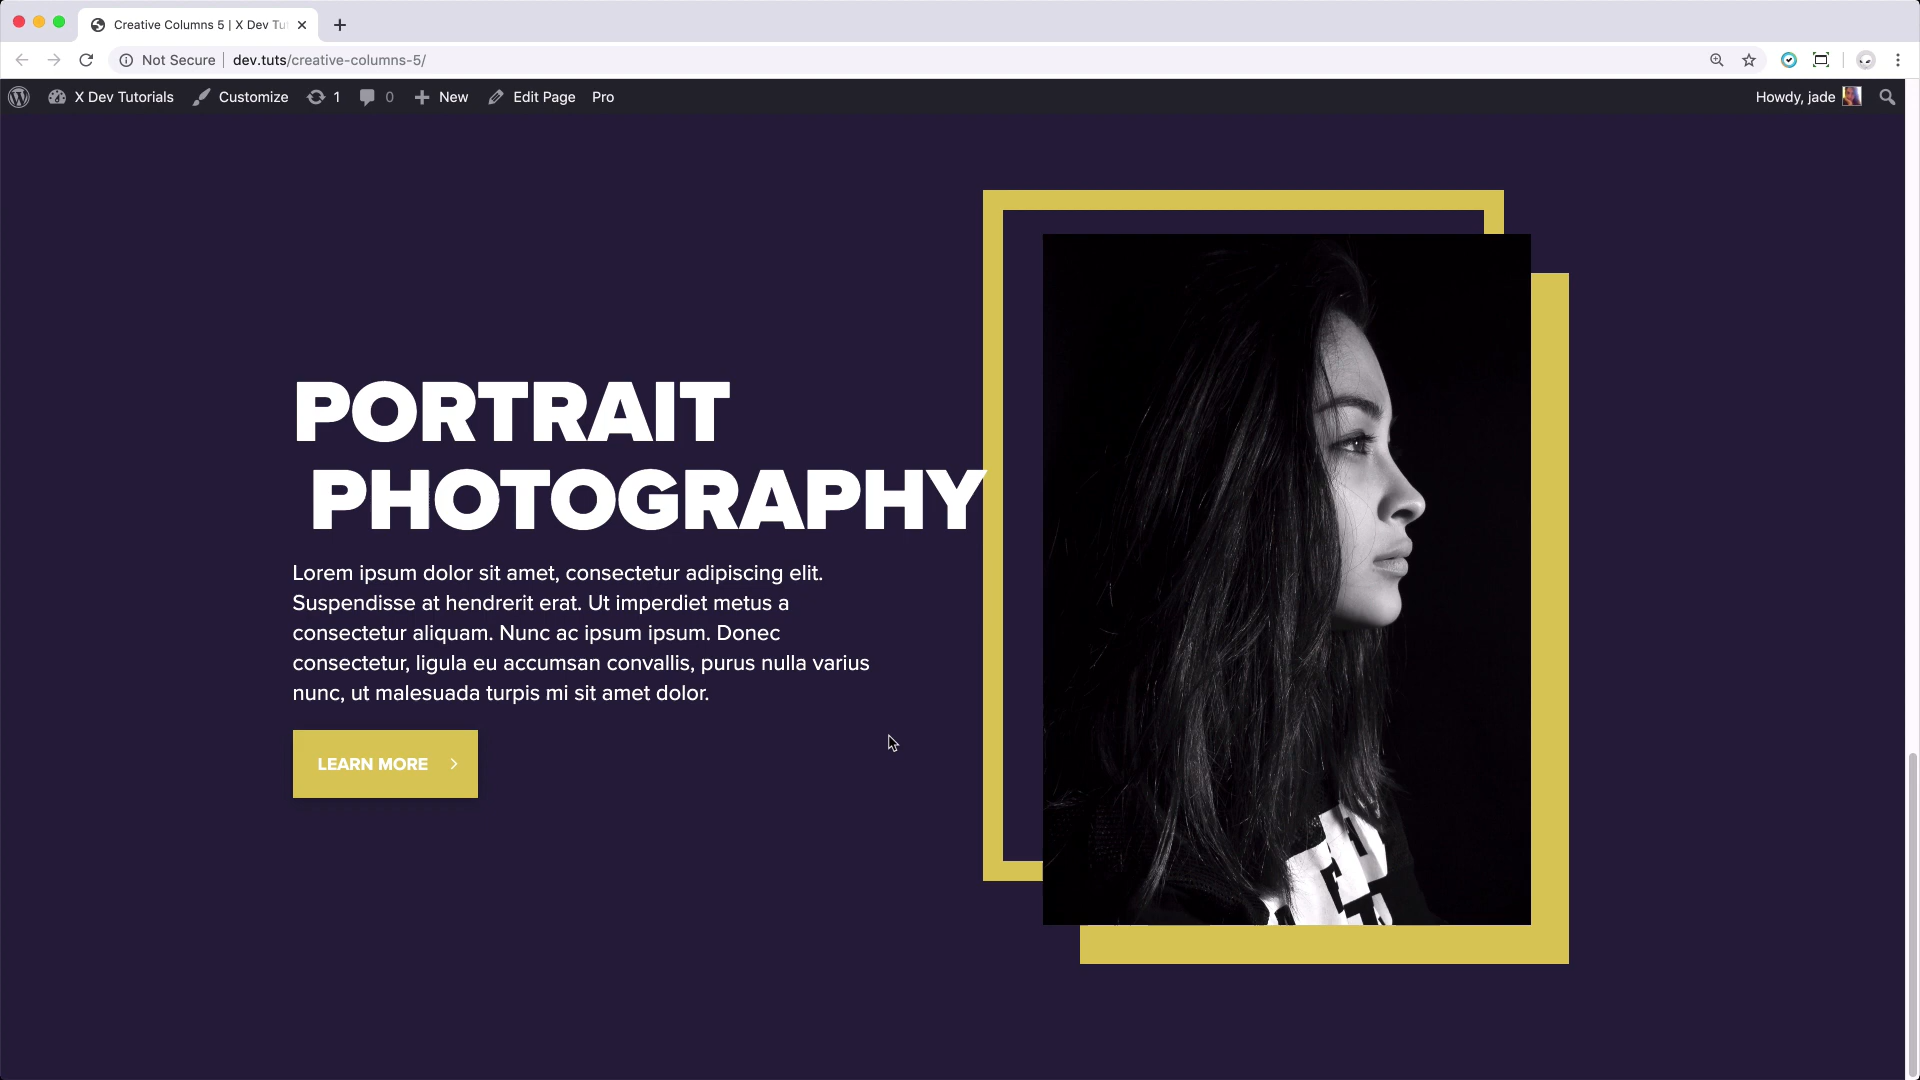 Creative Columns 5 | X Dev Tut
Not Secure dev.tuts/creative-columns-5/
X Dev Tutorials Customize 1 0 New Edit Page Pro Howdy, jade
PORTRAIT
PHOTOGRAPHY
Lorem ipsum dolor sit amet, consectetur adipiscing elit.
Suspendisse at hendrerit erat. Ut imperdiet metus a
consectetur aliquam. Nunc ac ipsum ipsum. Donec
consectetur, ligula eu accumsan convallis, purus nulla varius
nunc, ut malesuada turpis mi sit amet dolor.
LEARN MORE